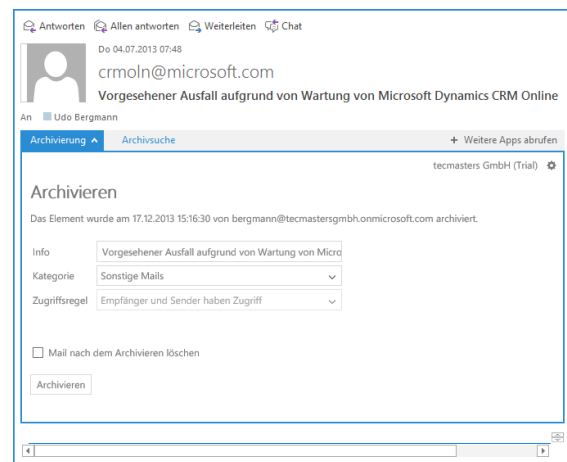 Antworten Allen antworten Weiterleiten Chat
Do 04.07.2013 07:48
crmoln@microsoft.com
Vorgesehener Ausfall aufgrund von Wartung von Microsoft Dynamics CRM Online
An Udo Bergmann
Archivierung Archivsuche + Weitere Apps abrufen
tecmasters GmbH (Trial)
Archivieren
Das Element wurde am 17.12.2013 15:16:30 von bergmann@tecmastersgmbh.onmicrosoft.com archiviert.
Info Vorgesehener Ausfall aufgrund von Wartung von Micro
Kategorie Sonstige Mails
Zugriffsregel Empfänger und Sender haben Zugriff
Mail nach dem Archivieren löschen
Archivieren